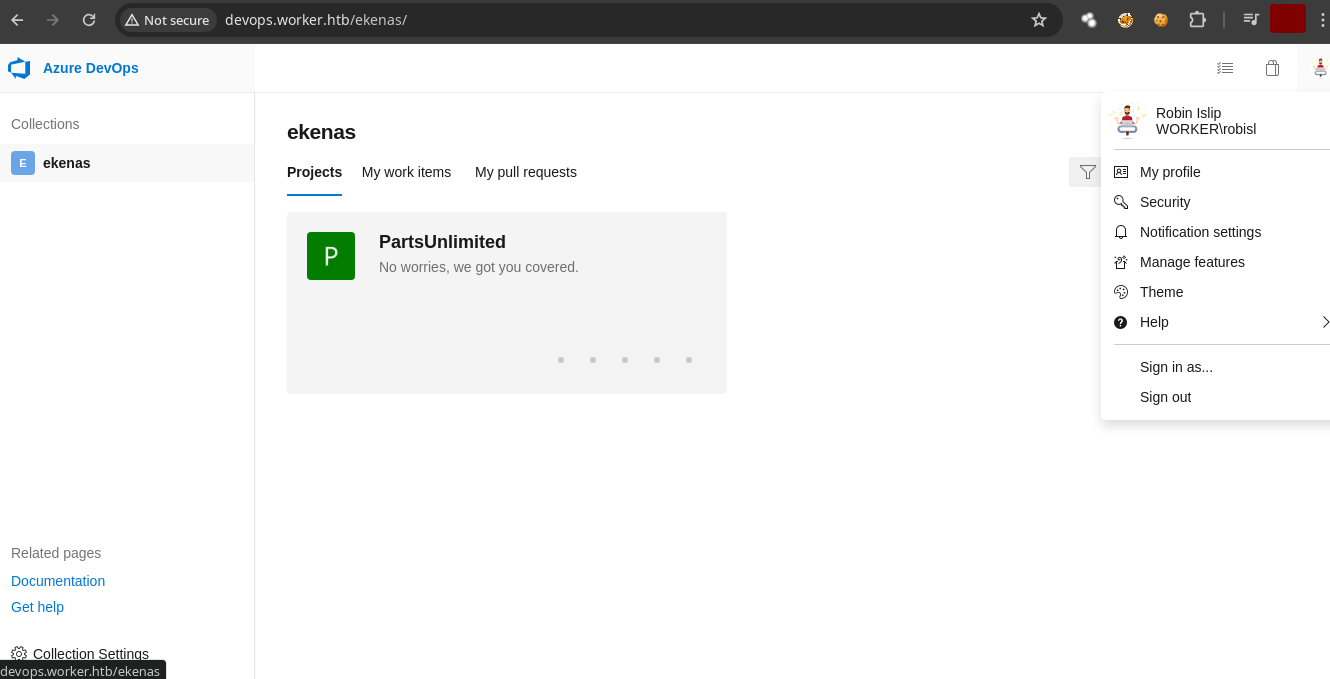 Not secure
devops.worker.htb/ekenas/
Azure DevOps
Collections
E
ekenas
ekenas
Projects
My work items
My pull requests
P
PartsUnlimited
No worries, we got you covered.
Robin Islip
WORKER\robisl
My profile
Security
Notification settings
Manage features
Theme
Help
Sign in as...
Sign out
Related pages
Documentation
Get help
Collection Settings
devops.worker.htb/ekenas